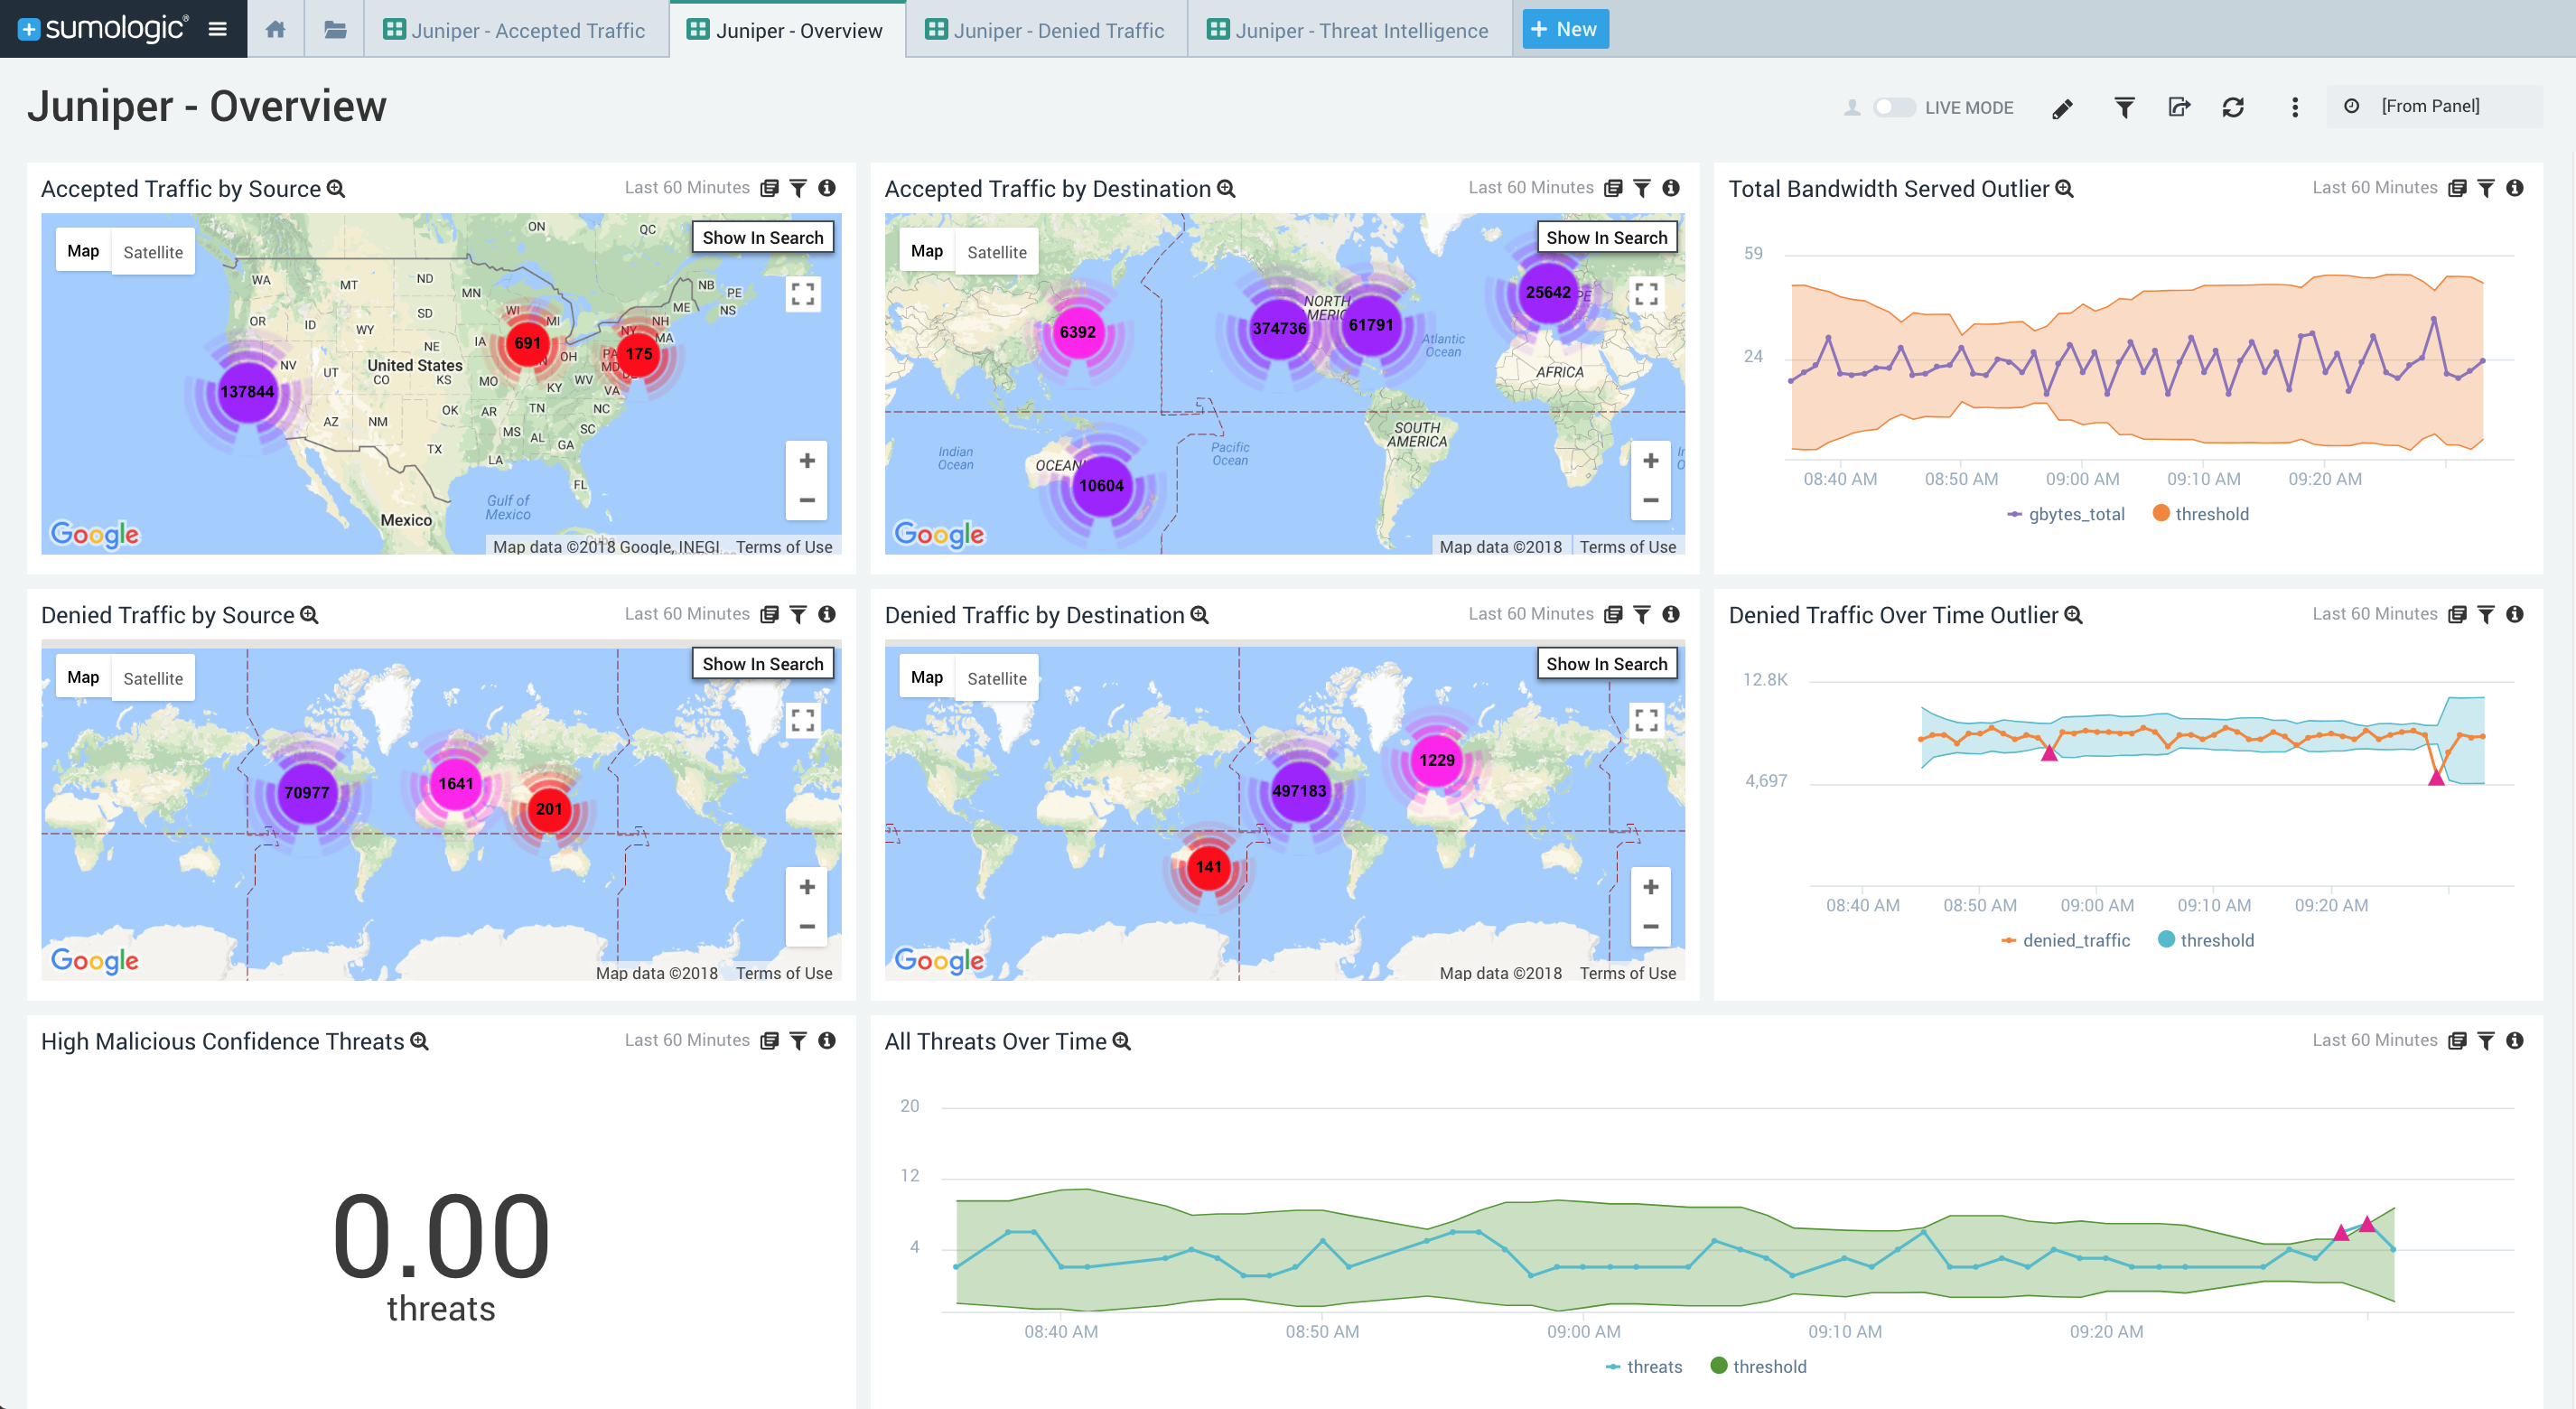 sumologic®
Juniper - Accepted Traffic
Juniper - Overview
Juniper - Denied Traffic
Juniper - Threat Intelligence
+ New
Juniper - Overview
LIVE MODE
[From Panel]
Accepted Traffic by Source
Last 60 Minutes
Map
Satellite
Show In Search
ON
QC
WA
MT
ND
MN
NB
PE
ME
NS
OR
ID
WY
SD
WI
MI
NY
NH
MA
137844
691
175
NV
UT
CO
NE
IA
United States
KS
MO
OH
PA
MD
WV
KY
VA
AZ
NM
OK
AR
TN
NC
SC
MS
AL
GA
TX
LA
FL
Gulf of
Mexico
Mexico
Google
Map data ©2018 Google, INEGI
Terms of Use
Accepted Traffic by Destination
Last 60 Minutes
Map
Satellite
Show In Search
6392
374736
61791
25642
10604
NORTH
Atlantic
Ocean
AFRICA
SOUTH
AMERICA
Indian
Ocean
Pacific
Ocean
Google
Map data ©2018
Terms of Use
Total Bandwidth Served Outlier
Last 60 Minutes
59
24
08:40 AM
08:50 AM
09:00 AM
09:10 AM
09:20 AM
gbytes_total
threshold
Denied Traffic by Source
Last 60 Minutes
Map
Satellite
Show In Search
70977
1641
201
Google
Map data ©2018
Terms of Use
Denied Traffic by Destination
Last 60 Minutes
Map
Satellite
Show In Search
497183
1229
141
Google
Map data ©2018
Terms of Use
Denied Traffic Over Time Outlier
Last 60 Minutes
12.8K
4,697
08:40 AM
08:50 AM
09:00 AM
09:10 AM
09:20 AM
denied_traffic
threshold
High Malicious Confidence Threats
Last 60 Minutes
0.00
threats
All Threats Over Time
Last 60 Minutes
20
12
4
08:40 AM
08:50 AM
09:00 AM
09:10 AM
09:20 AM
threats
threshold